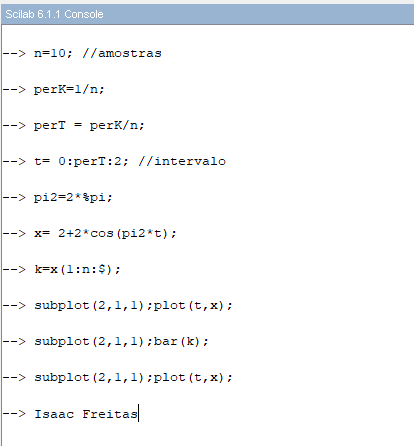 Scilab 6.1.1 Console
--> n=10; //amostras
--> perK=1/n;
--> perT = perK/n;
--> t= 0:perT:2; //intervalo
--> pi2=2*%pi;
--> x= 2+2*cos(pi2*t);
--> k=x(1:n:$);
--> subplot(2,1,1);plot(t,x);
--> subplot(2,1,1);bar(k);
--> subplot(2,1,1);plot(t,x);
--> Isaac Freitas